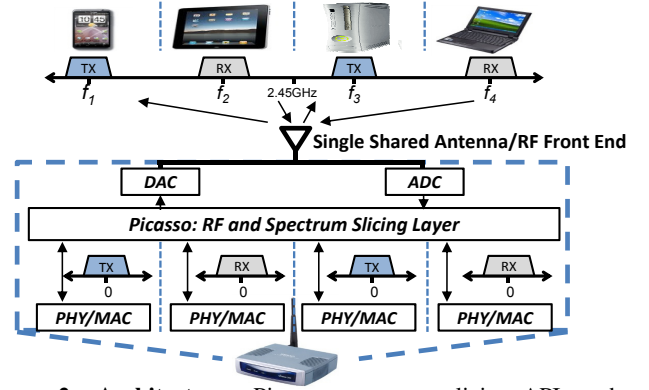 10:45
TX RX TX RX
f1 f2 2.45GHz f3 f4
Single Shared Antenna/RF Front End
DAC ADC
Picasso: RF and Spectrum Slicing Layer
TX RX TX RX
0 0 0 0
PHY/MAC PHY/MAC PHY/MAC PHY/MAC